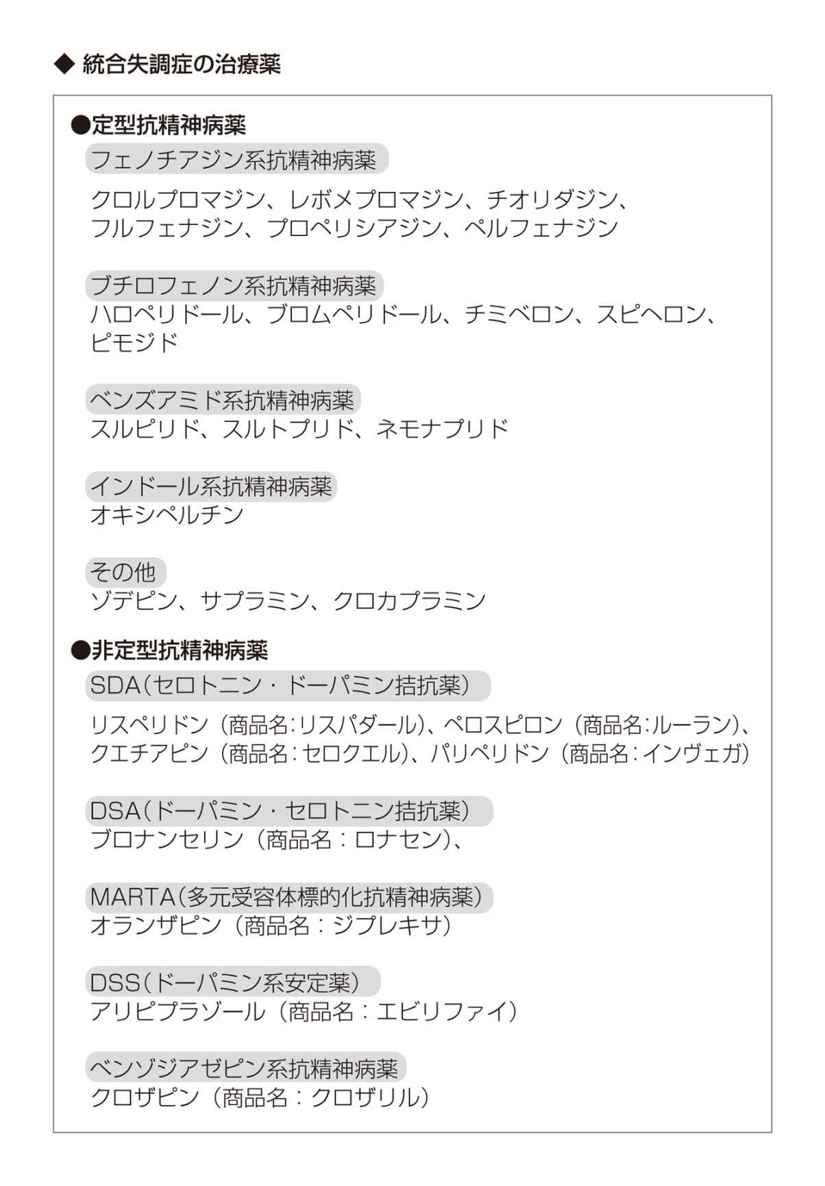 ◆ 統合失調症の治療薬
●定型抗精神病薬
フェノチアジン系抗精神病薬
クロルプロマジン、レボメプロマジン、チオリダジン、
フルフェナジン、プロペリシアジン、ペルフェナジン
ブチロフェノン系抗精神病薬
ハロペリドール、ブロムペリドール、チミベロン、スピヘロン、
ピモジド
ベンズアミド系抗精神病薬
スルピリド、スルトプリド、ネモナプリド
インドール系抗精神病薬
オキシペルチン
その他
ゾデピン、サプラミン、クロカプラミン
●非定型抗精神病薬
SDA(セロトニン・ドーパミン拮抗薬)
リスペリドン（商品名:リスパダール)、ペロスピロン（商品名:ルーラン)、
クエチアピン（商品名：セロクエル)、パリペリドン（商品名：インヴェガ）
DSA(ドーパミン・セロトニン拮抗薬）
ブロナンセリン（商品名：ロナセン)、
MARTA(多元受容体標的化抗精神病薬）
オランザピン（商品名：ジプレキサ）
DSS(ドーパミン系安定薬）
アリピプラゾール（商品名：エビリファイ）
ベンゾジアゼピン系抗精神病薬
クロザピン（商品名：クロザリル）